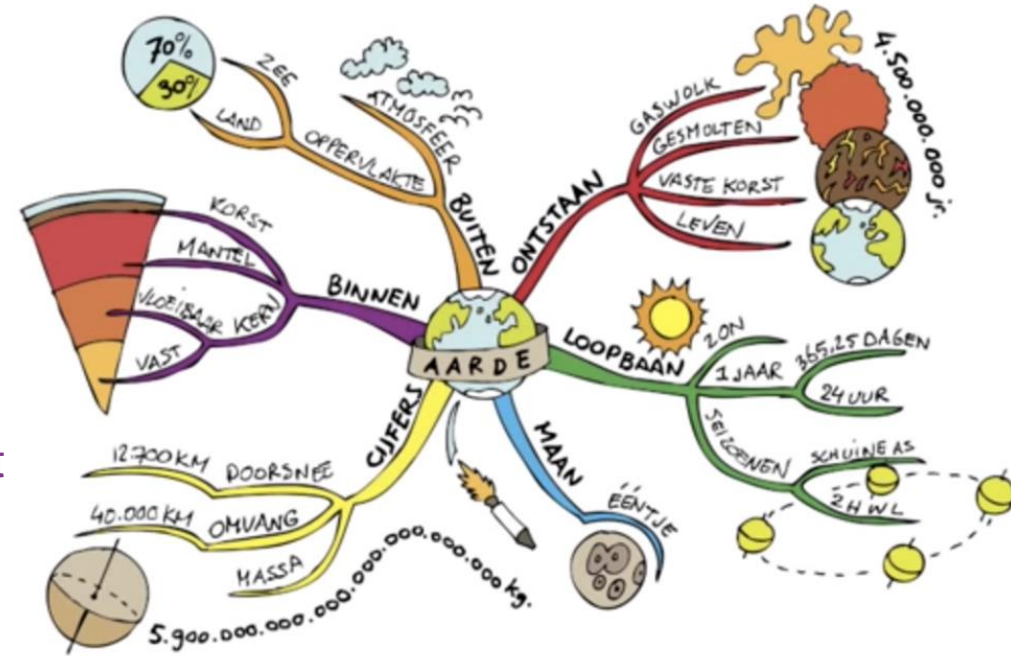 AARDE
ONTSTAAN
GASWOLK
GESMOLTEN
VASTE KORST
LEVEN
4.500.000.000 jr.
LOOPBAAN
ZON
1 JAAR
365,25 DAGEN
24 UUR
SEIZOENEN
SCHUINE AS
ZHWL
MAAN
ÉÉNTJE
CIJFERS
DOORSNEE
12.700 KM
OMVANG
40.000 KM
MASSA
5.900.000.000.000.000.000.000.000 kg.
BINNEN
KORST
MANTEL
KERN
VLOEIBAAR
VAST
BUITEN
ATMOSFEER
OPPERVLAKTE
ZEE
LAND
70%
30%